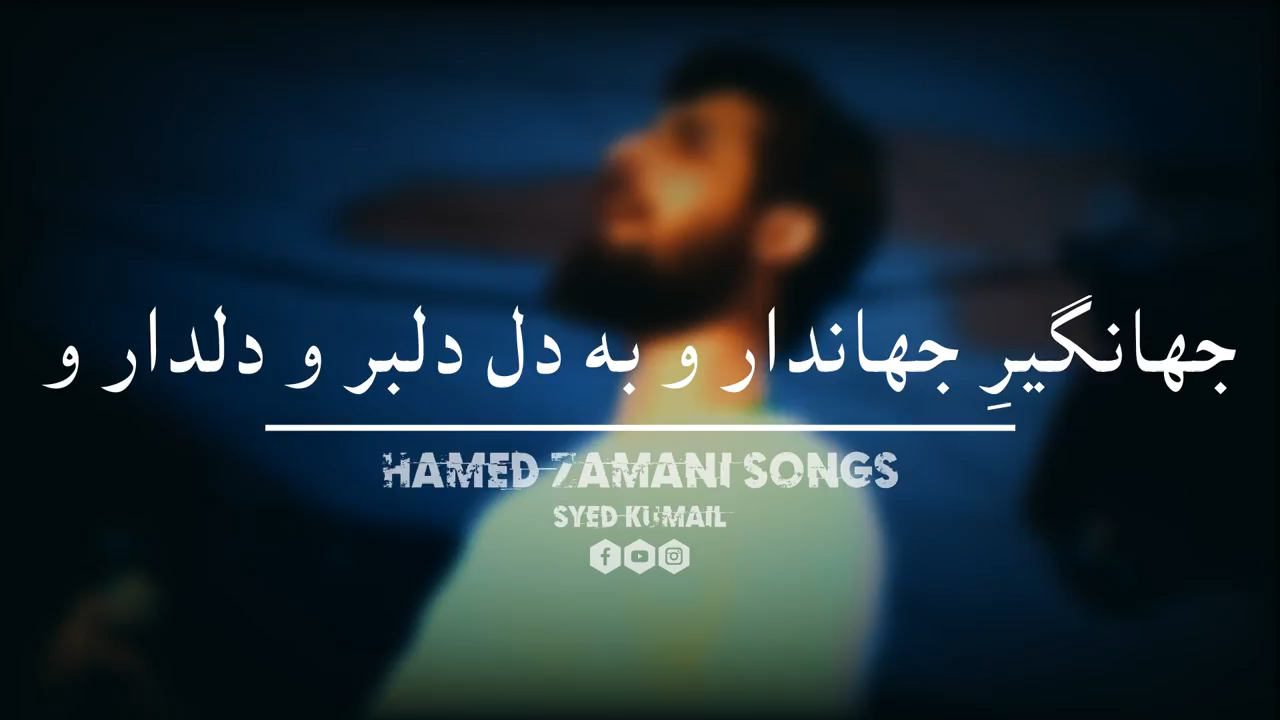 جهانگیرِ جهاندار و به دل دلبر و دلدار و
HAMED ZAMANI SONGS
SYED KUMAIL